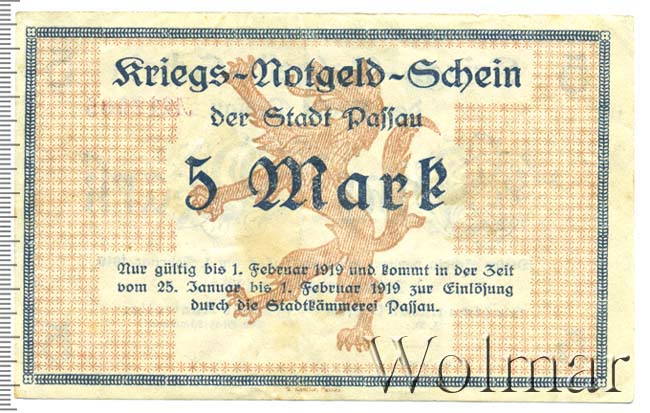 Kriegs-Notgeld-Schein
der Stadt Passau
5 Mark
Nur gültig bis 1. Februar 1919 und kommt in der Zeit
vom 25. Januar bis 1. Februar 1919 zur Einlösung
durch die Stadtkämmerei Passau.
Wolmar